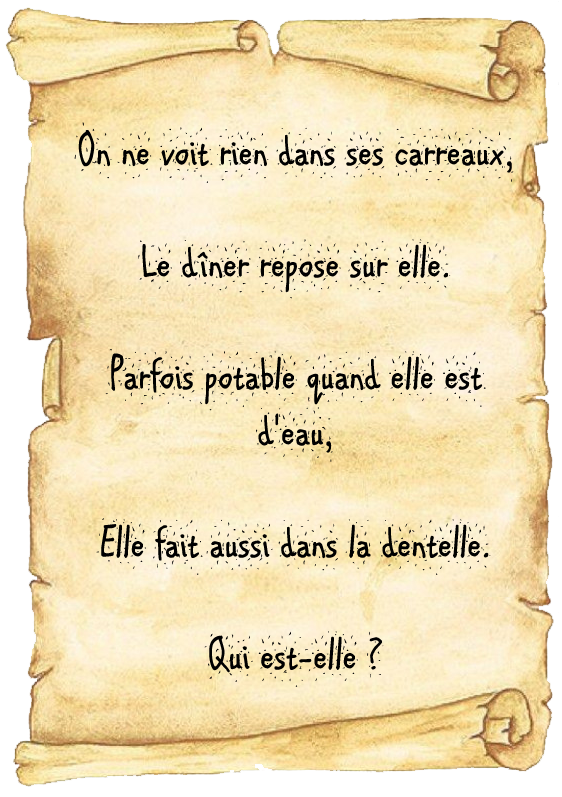 On ne voit rien dans ses carreaux,
Le dîner repose sur elle.
Parfois potable quand elle est
d'eau,
Elle fait aussi dans la dentelle.
Qui est-elle ?